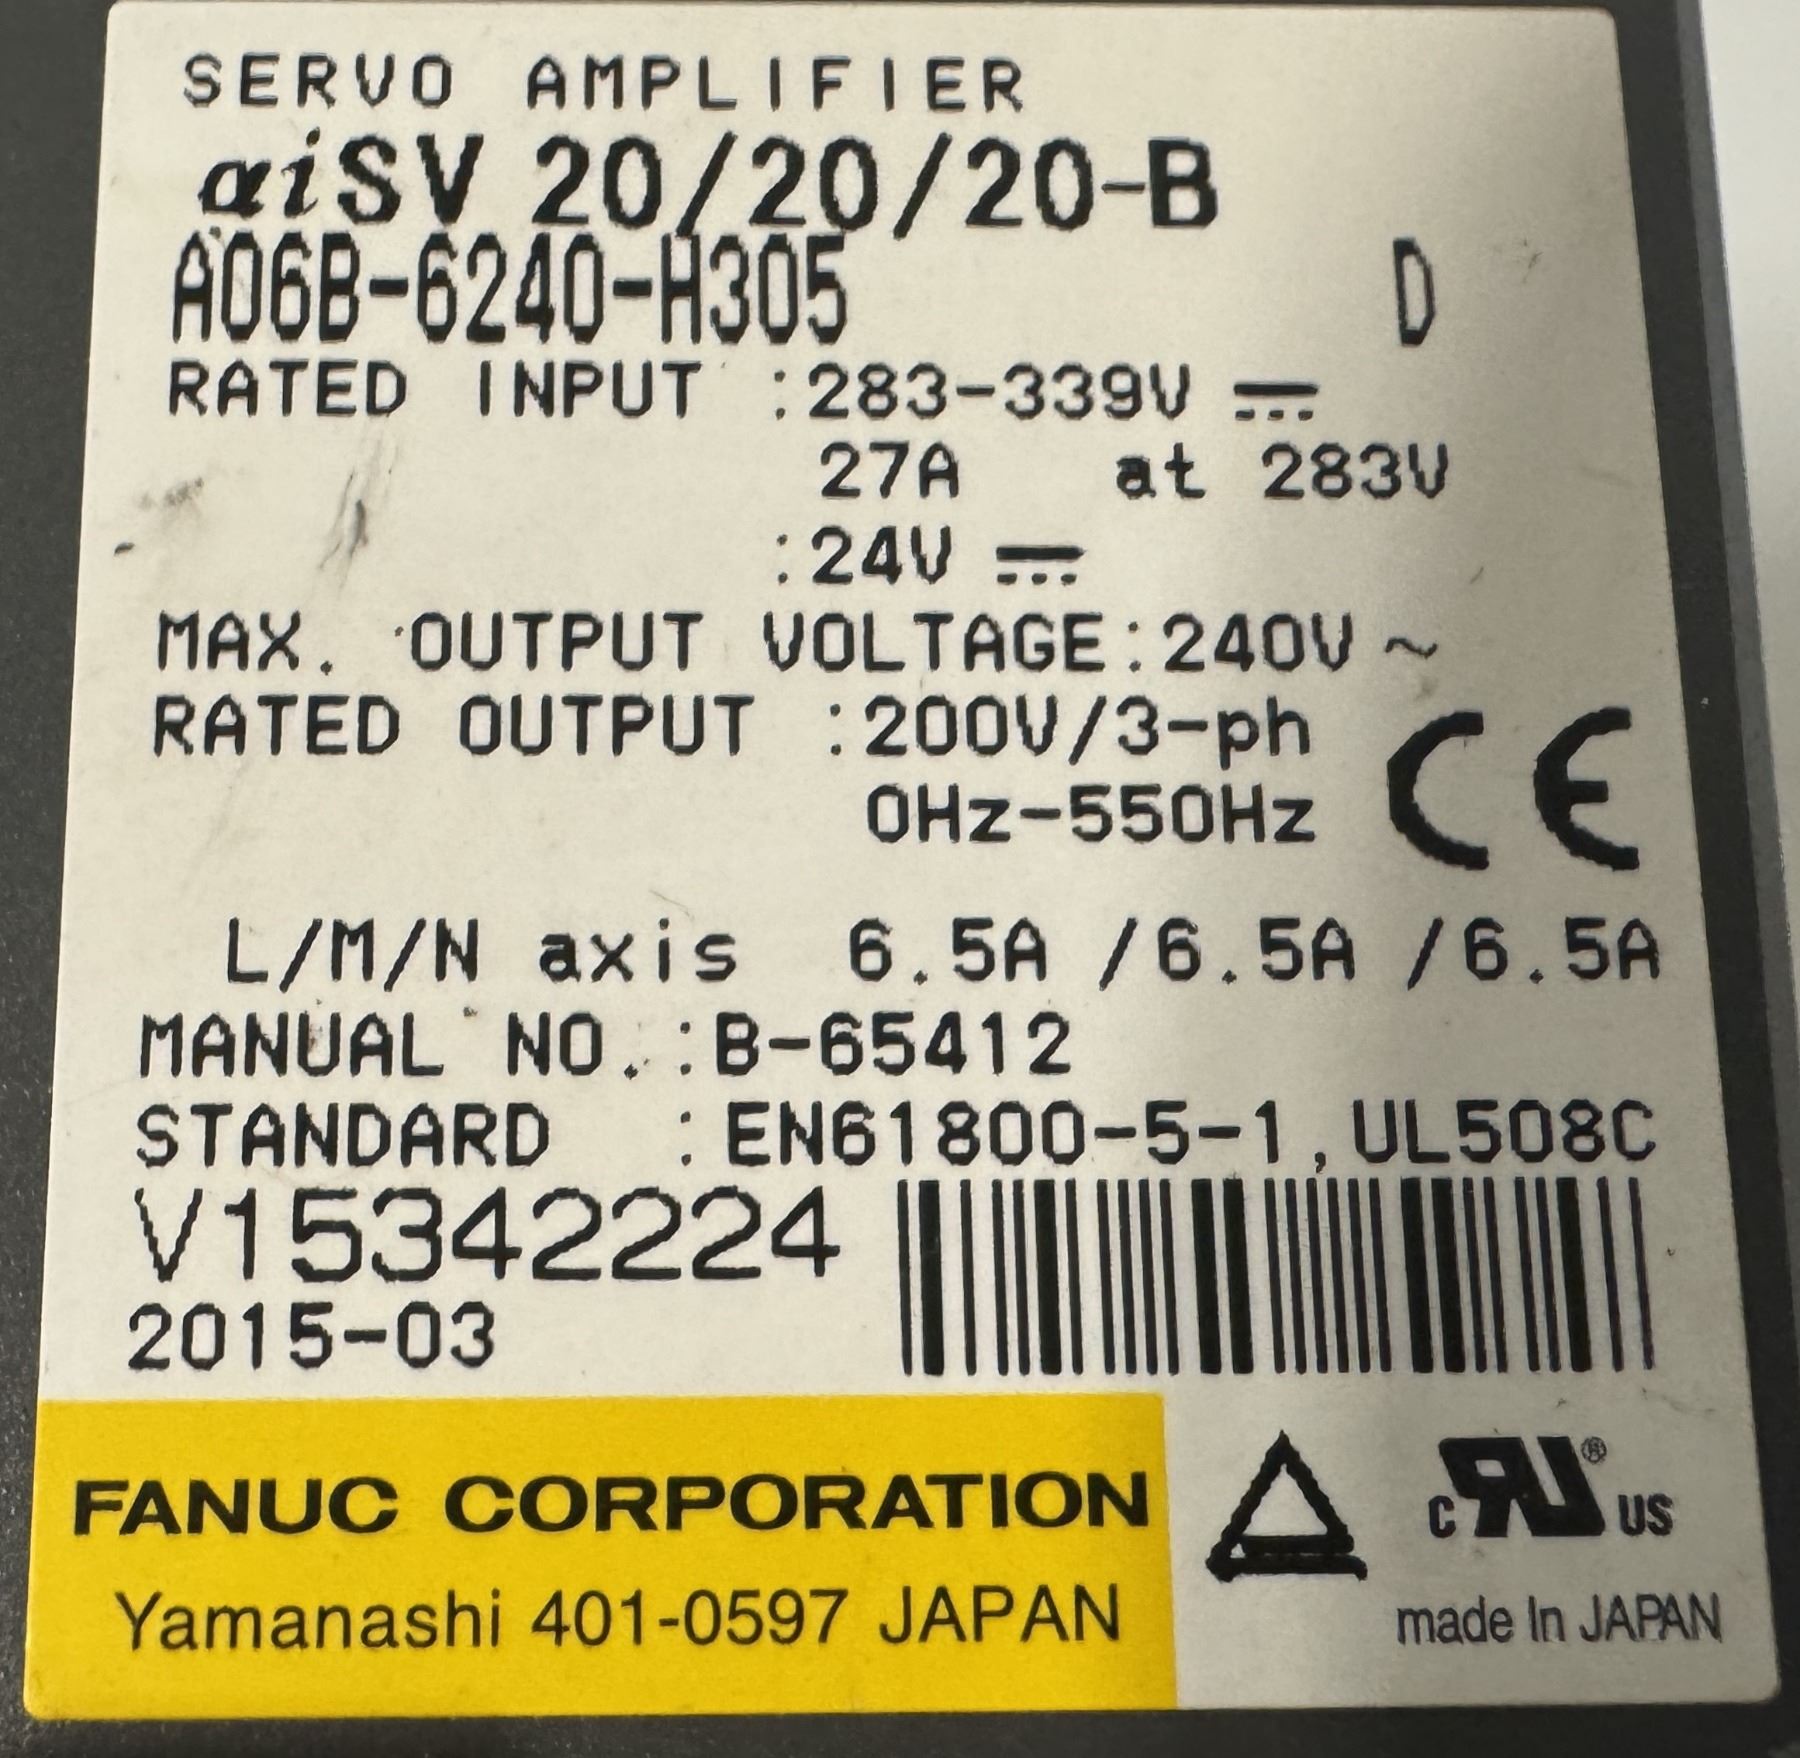 SERVO AMPLIFIER
αiSV 20/20/20-B
A06B-6240-H305 D
RATED INPUT :283-339V ⎓
27A at 283V
:24V ⎓
MAX. OUTPUT VOLTAGE:240V~
RATED OUTPUT :200V/3-ph
0Hz-550Hz
CE
L/M/N axis 6.5A /6.5A /6.5A
MANUAL NO.:B-65412
STANDARD :EN61800-5-1,UL508C
V15342224
2015-03
FANUC CORPORATION
Yamanashi 401-0597 JAPAN
c RU ® US
made In JAPAN